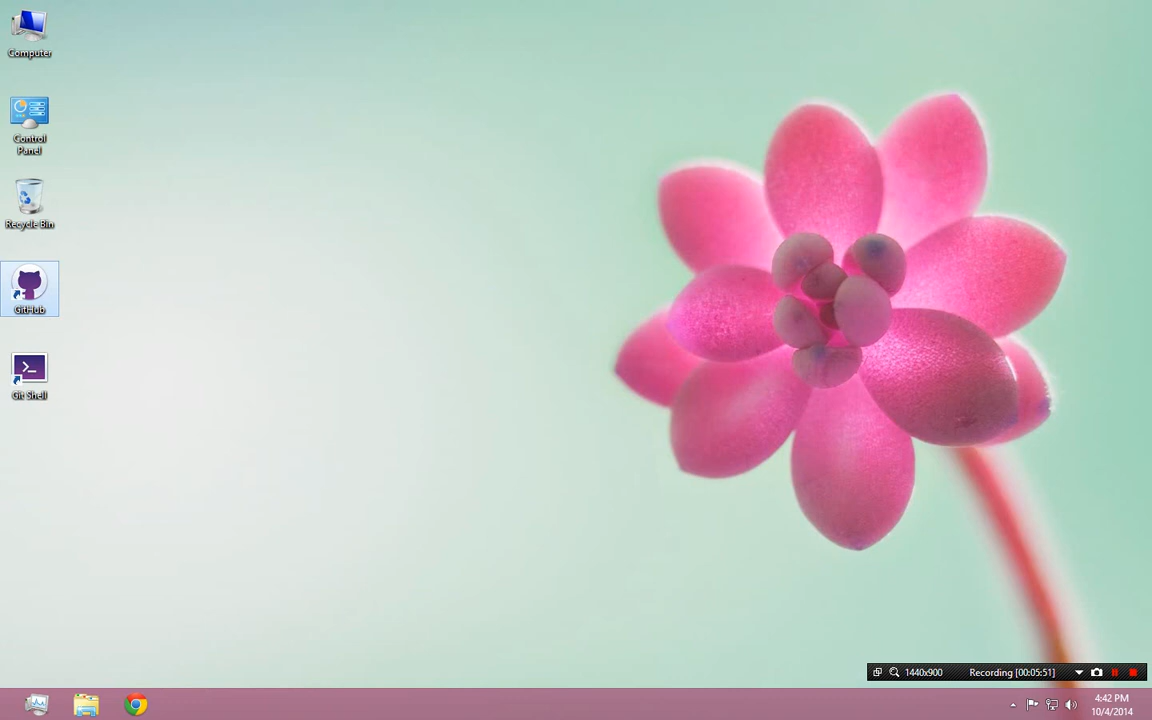 Computer
Control
Panel
Recycle Bin
GitHub
Git Shell
1440x900
Recording [00:05:51]
4:42 PM
10/4/2014